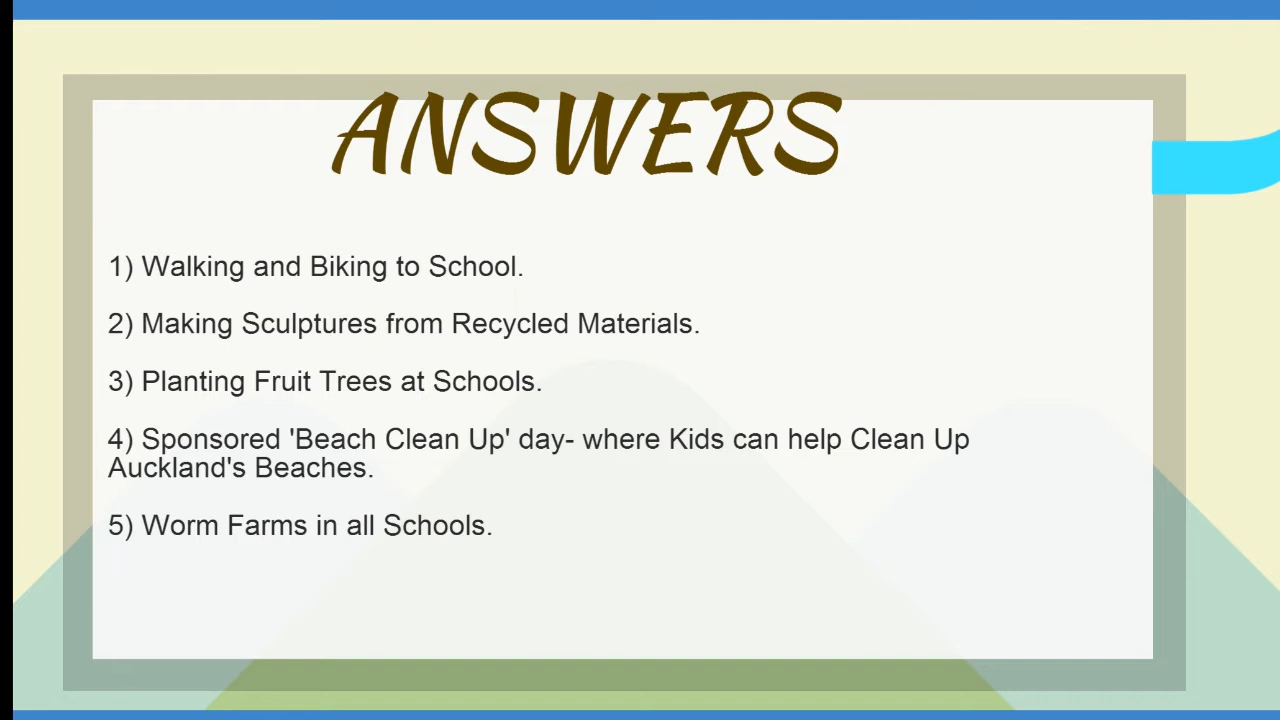 ANSWERS
1) Walking and Biking to School.
2) Making Sculptures from Recycled Materials.
3) Planting Fruit Trees at Schools.
4) Sponsored 'Beach Clean Up' day- where Kids can help Clean Up
Auckland's Beaches.
5) Worm Farms in all Schools.